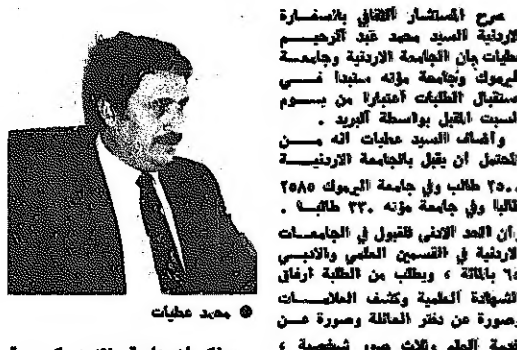 صرح المستشار الثقافي بالسفارة
الاردنية السيد محمد عبد الرحيم
عطيات بان الجامعة الاردنية وجامعة
اليرموك وجامعة مؤته ستبدا في
استقبال الطلبات اعتبارا من يوم
السبت المقبل بواسطة البريد .
وأضاف السيد عطيات انه من
المحتمل ان يقبل بالجامعة الاردنية
٢٥٠٠ طالب وفي جامعة اليرموك ٢٥٨٥
طالبا وفي جامعة مؤته ٣٣٠ طالبا .
وان الحد الادنى للقبول في الجامعات
الاردنية في القسمين العلمي والادبي
٦٥ بالمائة ، ويطلب من الطلبة ارفاق
الشهادة العلمية وكشف العلامات
وصورة عن دفتر العائلة وصورة عن
خدمة العلم وثلاث صور شخصية ،
محمد عطيات